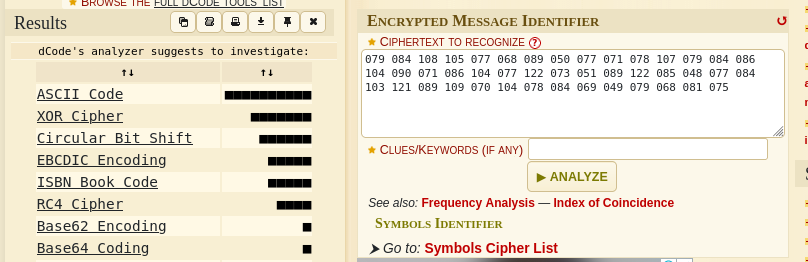 ★ Browse the full dCode tools' list
Results
dCode's analyzer suggests to investigate:
↑↓ ↑↓
ASCII Code ■■■■■■■■■■
XOR Cipher ■■■■■■■
Circular Bit Shift ■■■■■■
EBCDIC Encoding ■■■■■
ISBN Book Code ■■■■■
RC4 Cipher ■■■■
Base62 Encoding ■
Base64 Coding ■
Encrypted Message Identifier
★ Ciphertext to recognize ?
079 084 108 105 077 068 089 050 077 071 078 107 079 084 086
104 090 071 086 104 077 122 073 051 089 122 085 048 077 084
103 121 089 109 070 104 078 084 069 049 079 068 081 075
★ Clues/Keywords (if any)
▶ ANALYZE
See also: Frequency Analysis — Index of Coincidence
Symbols Identifier
➤ Go to: Symbols Cipher List